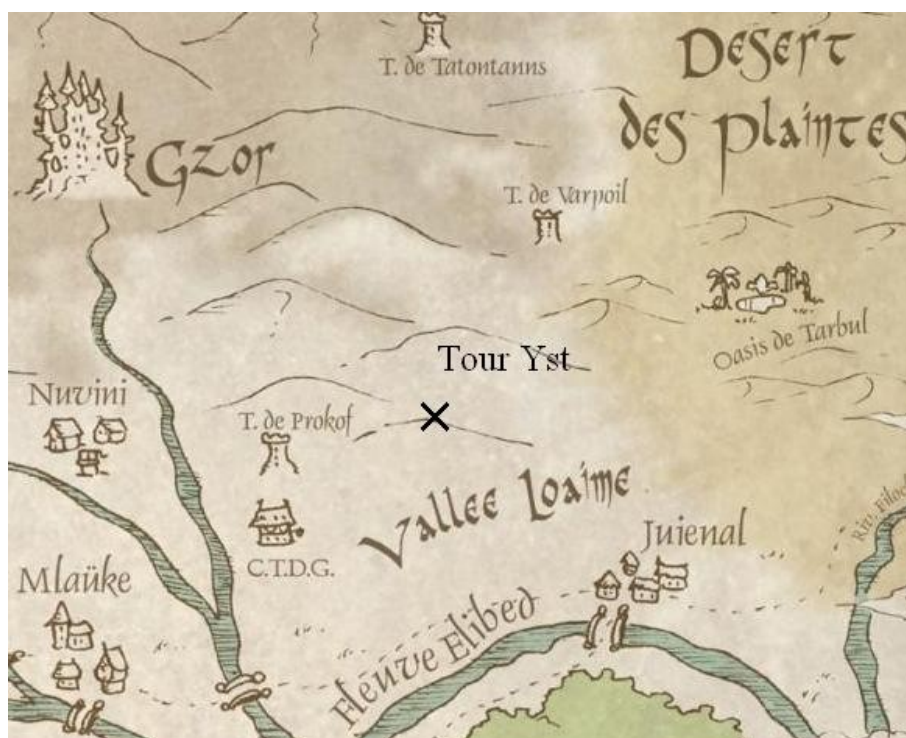 T. de Tatontanns
Desert
des Plaintes
Gzor
T. de Varpoil
Oasis de Tarbul
Tour Yst
Nuvini
T. de Prokof
Vallee Loaime
Juienal
C.T.D.G.
Mlaüke
Fleuve Elibed
Riv.